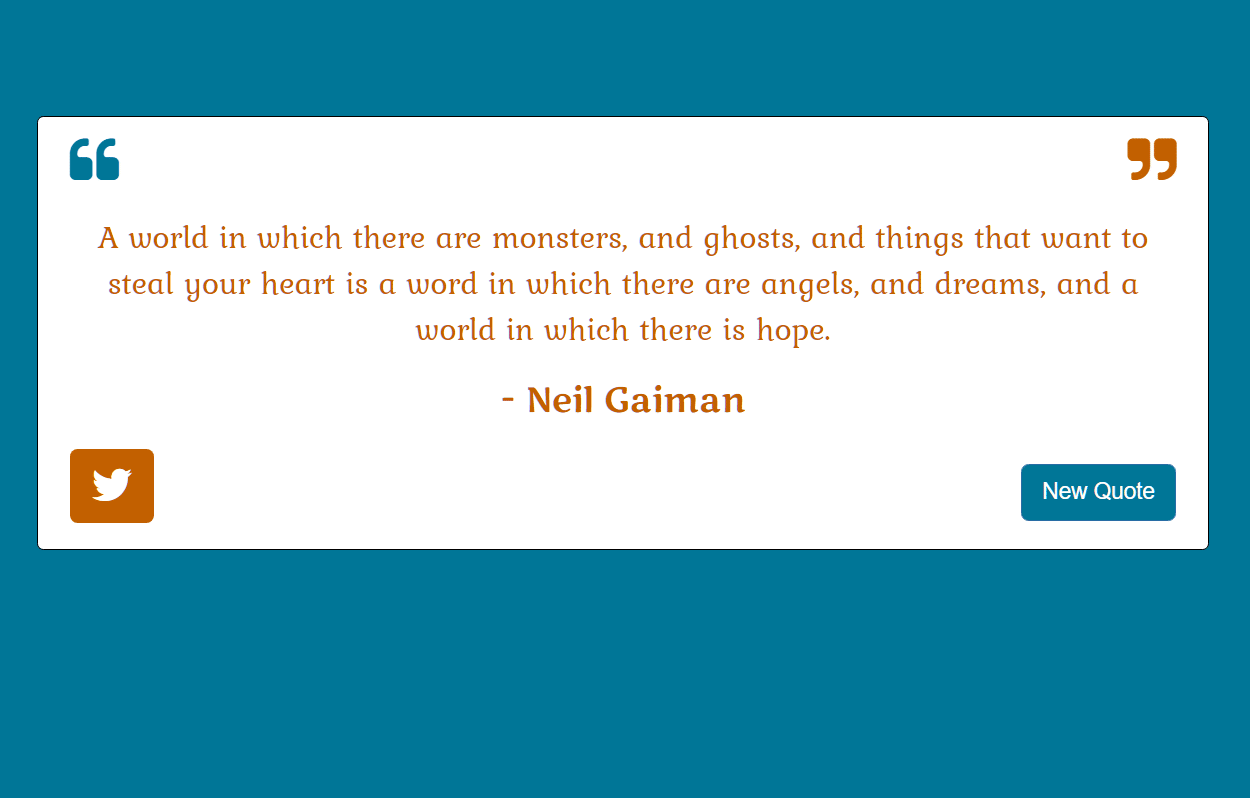 A world in which there are monsters, and ghosts, and things that want to
steal your heart is a word in which there are angels, and dreams, and a
world in which there is hope.
- Neil Gaiman
New Quote